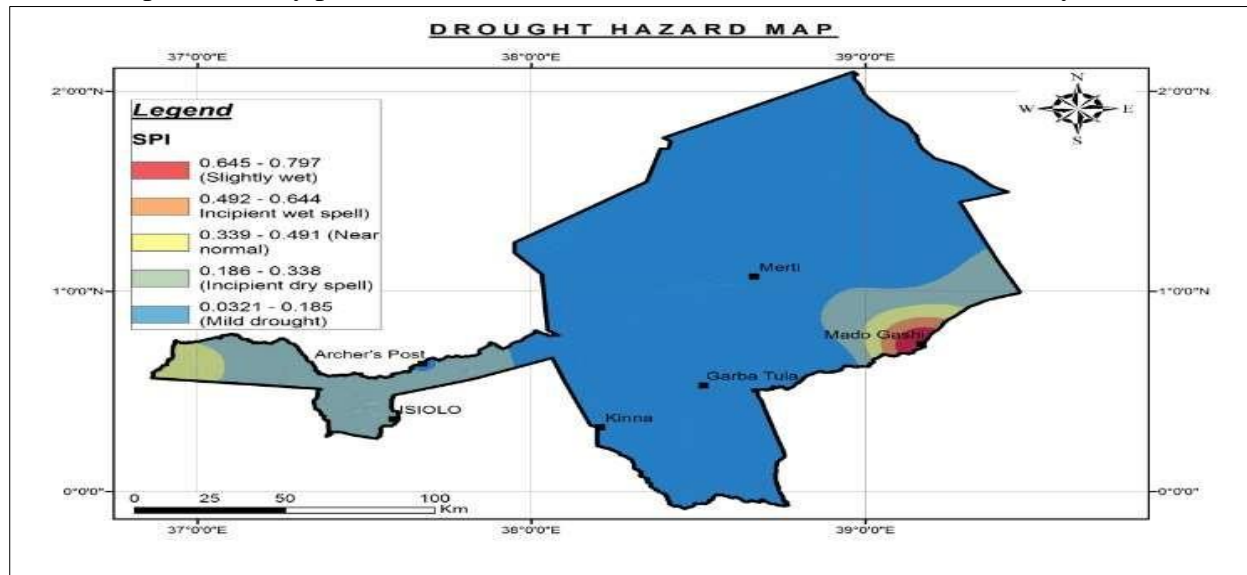 DROUGHT HAZARD MAP
37°0'0"E 38°0'0"E 39°0'0"E
2°0'0"N 2°0'0"N
N
W E
S
Legend
SPI
0.645 - 0.797
(Slightly wet)
0.492 - 0.644
Incipient wet spell)
0.339 - 0.491 (Near
normal)
0.186 - 0.338
(Incipient dry spell)
0.0321 - 0.185
(Mild drought)
Merti
1°0'0"N 1°0'0"N
Mado Gashi
Archer's Post
Garba Tula
ISIOLO
Kinna
0°0'0" 0°0'0"
0 25 50 100
Km
37°0'0"E 38°0'0"E 39°0'0"E